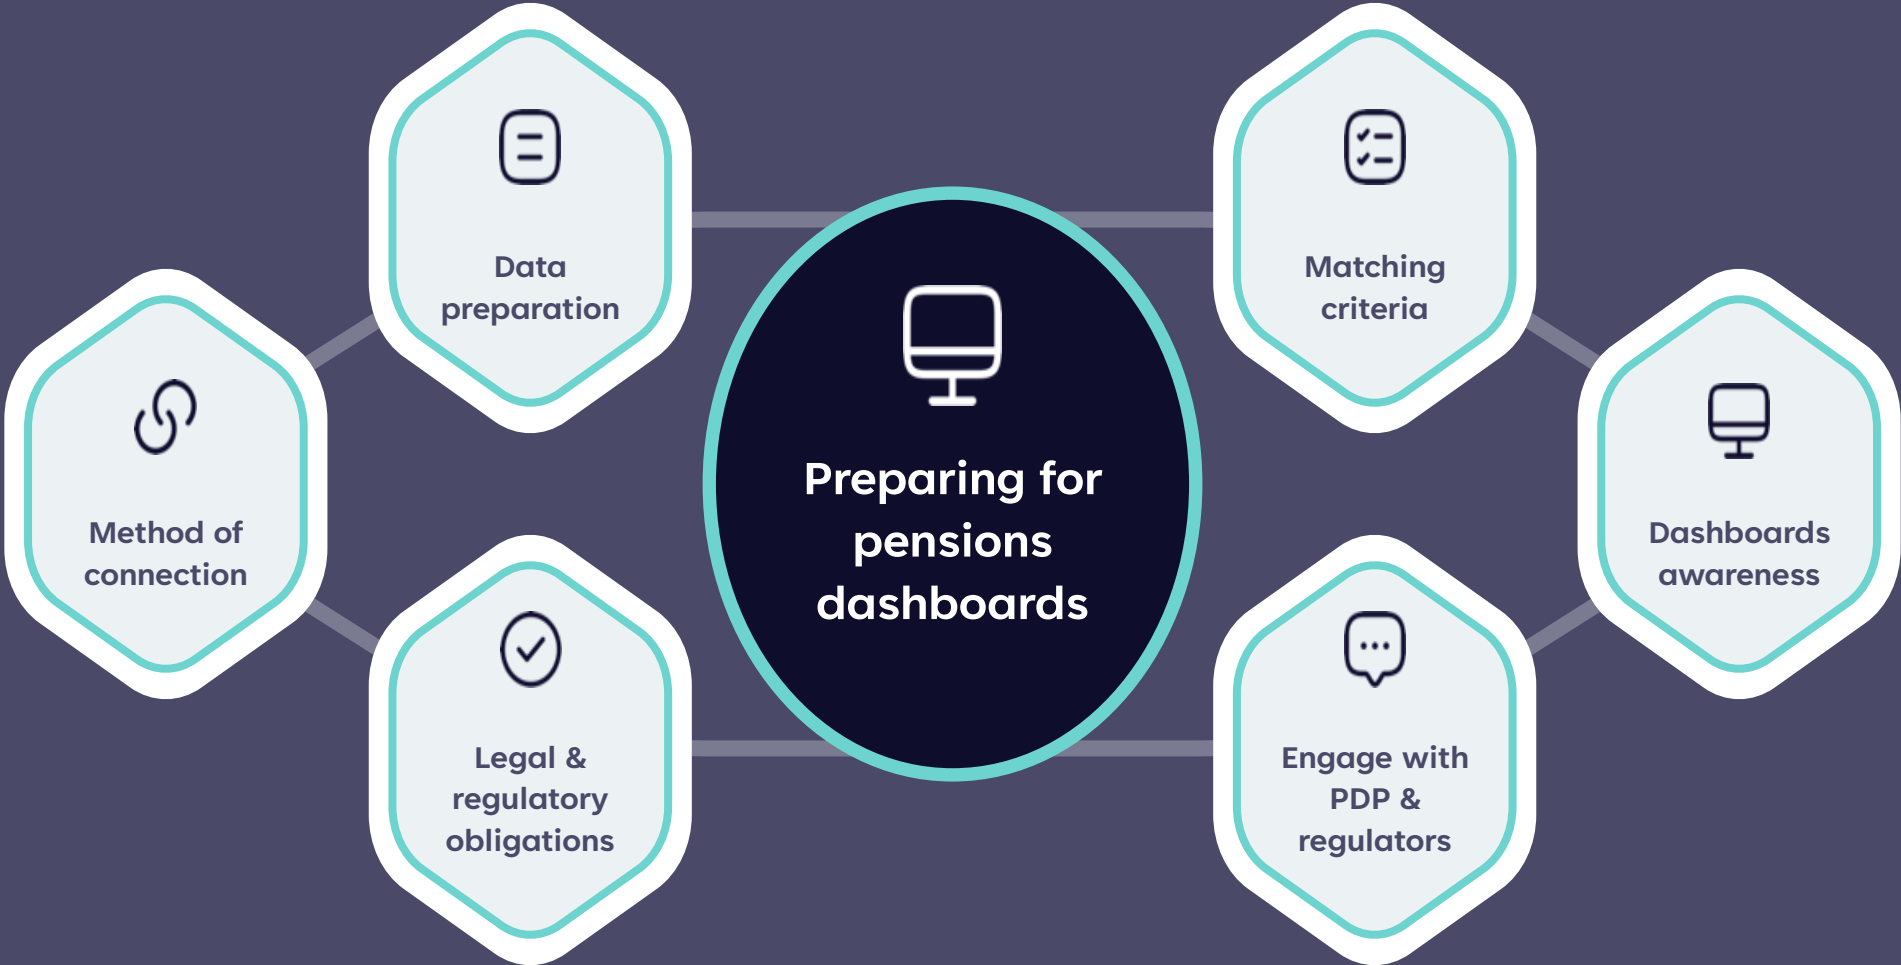 Data
preparation
Matching
criteria
Method of
connection
Preparing for
pensions
dashboards
Dashboards
awareness
Legal &
regulatory
obligations
Engage with
PDP &
regulators